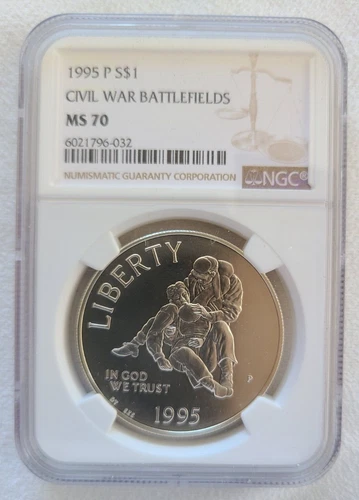 1995 P S$1
CIVIL WAR BATTLEFIELDS
MS 70
6021796-032
NUMISMATIC GUARANTY CORPORATION
NGC®
LIBERTY
IN GOD
WE TRUST
P
1995